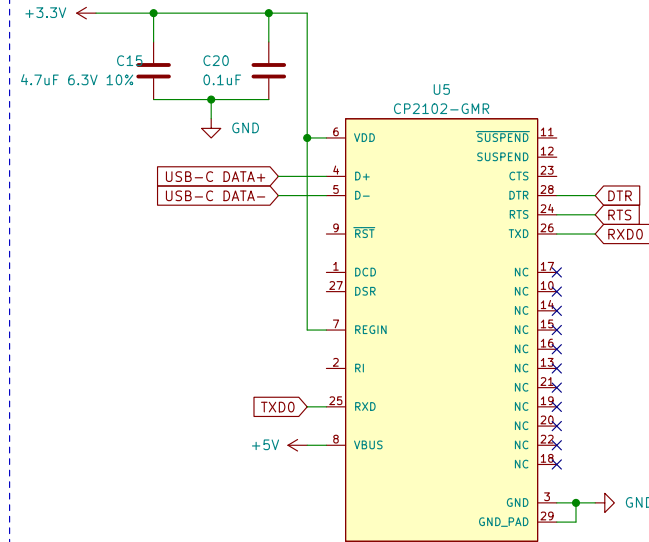 +3.3V
C15
4.7uF 6.3V 10%
C20
0.1uF
GND
U5
CP2102-GMR
6 VDD
SUSPEND 11
SUSPEND 12
USB-C DATA+
4 D+
CTS 23
USB-C DATA-
5 D-
DTR 28
DTR
RTS 24
RTS
9 RST
TXD 26
RXD0
1 DCD
NC 17
27 DSR
NC 10
NC 14
7 REGIN
NC 15
NC 16
2 RI
NC 13
NC 21
TXD0
25 RXD
NC 19
NC 20
+5V
8 VBUS
NC 22
NC 18
GND 3
GND
GND_PAD 29